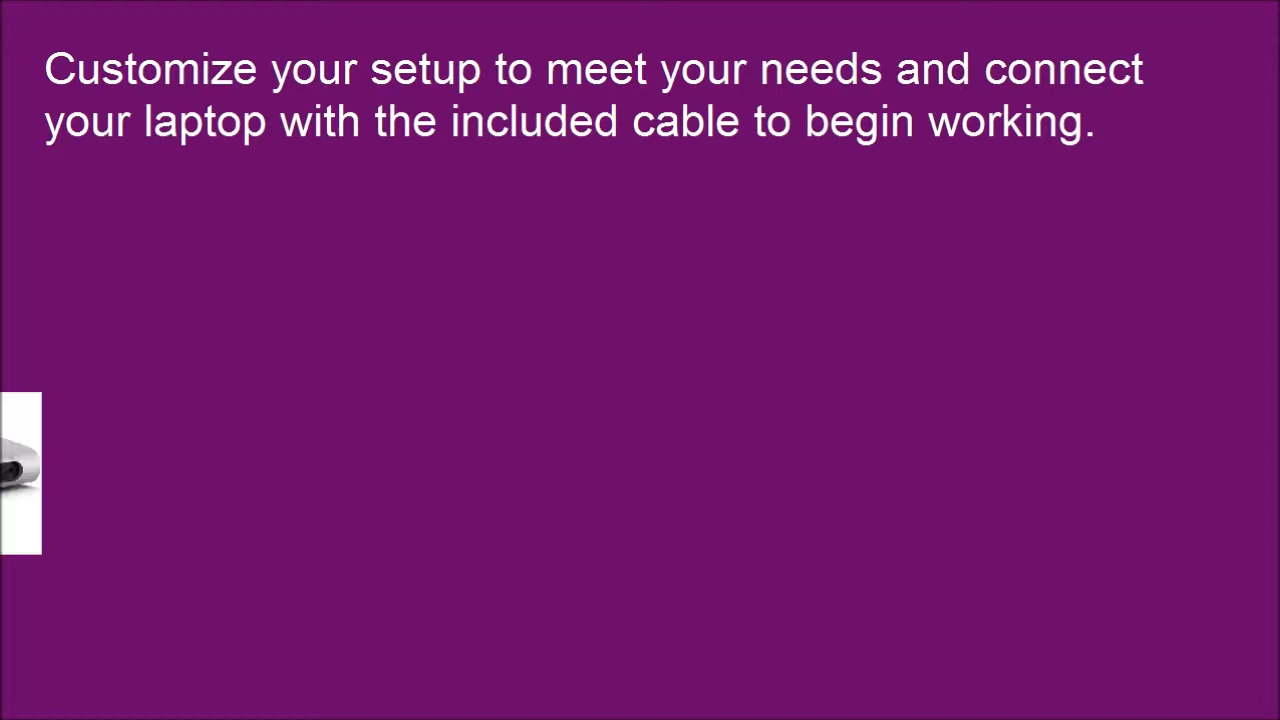 Customize your setup to meet your needs and connect
your laptop with the included cable to begin working.